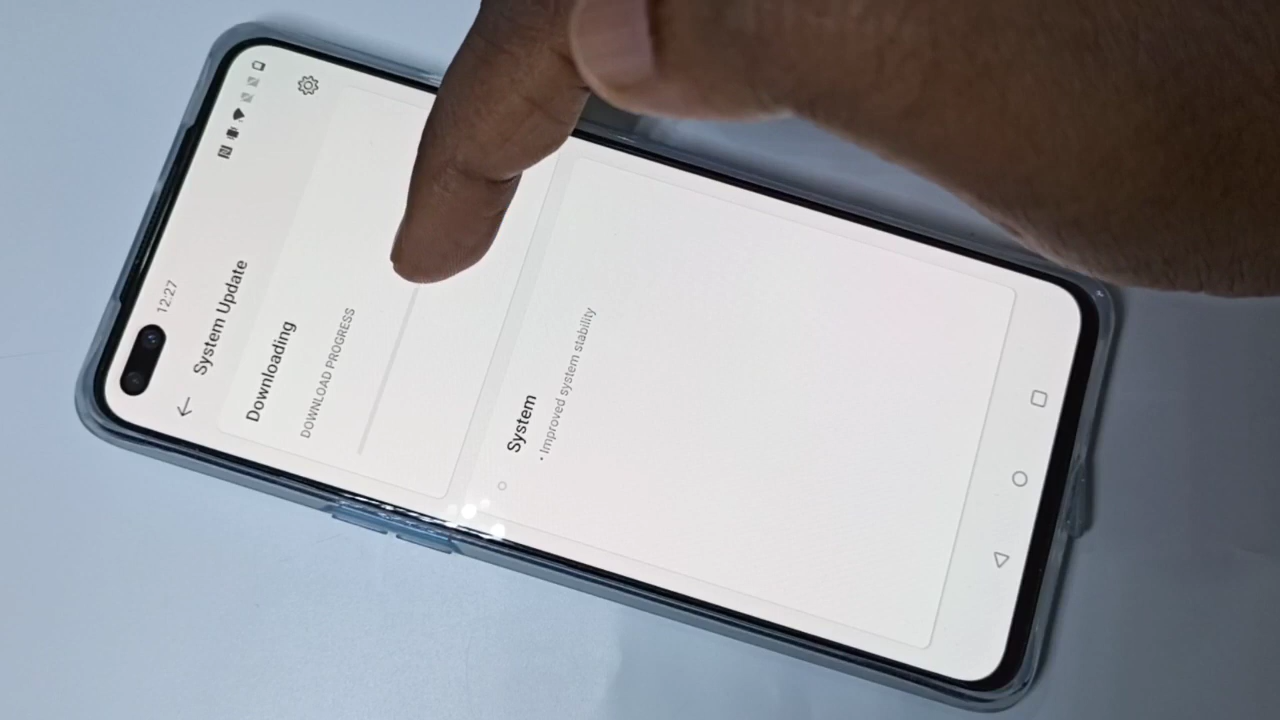 12:27
System Update
Downloading
DOWNLOAD PROGRESS
System
• Improved system stability